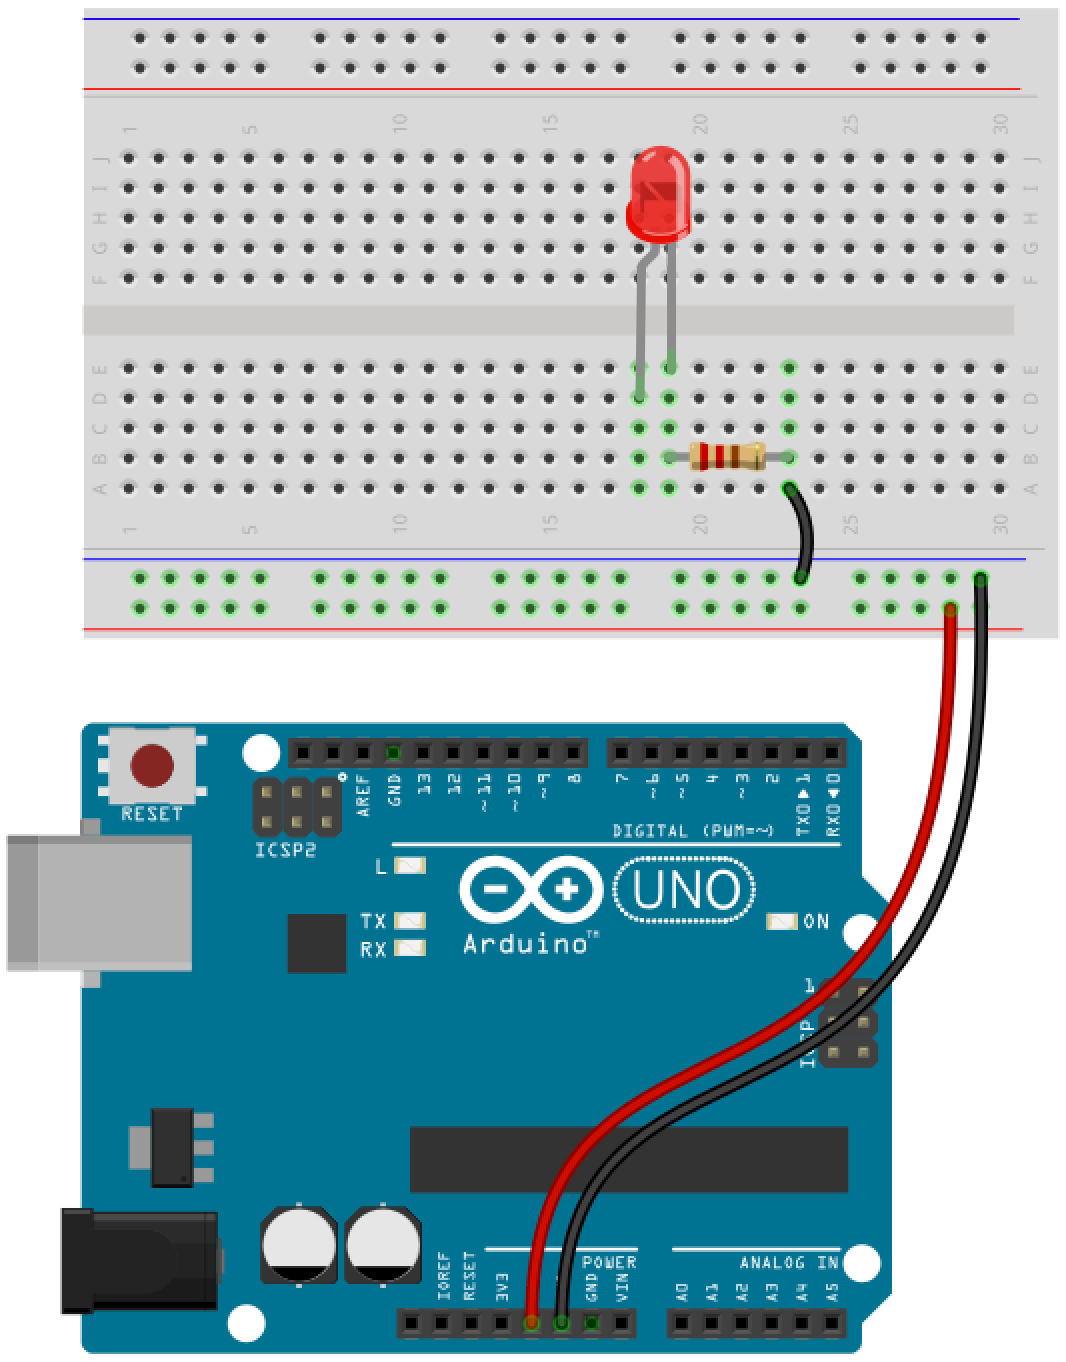 1 5 10 15 20 25 30
J J
I I
H H
G G
F F
E E
D D
C C
B B
A A
1 5 10 15 20 25 30
RESET
ICSP2
AREF
GND
13
12
~11
~10
~9
8
7
~6
~5
4
~3
2
TX0▶1
RX0◀0
DIGITAL (PWM=~)
L
TX
RX
UNO
Arduino™
ON
1
ICSP
IOREF
RESET
3V3
GND
VIN
POWER
ANALOG IN
A0
A1
A2
A3
A4
A5